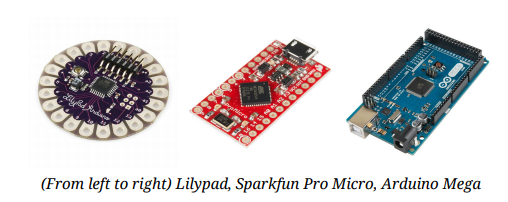 (From left to right) Lilypad, Sparkfun Pro Micro, Arduino Mega